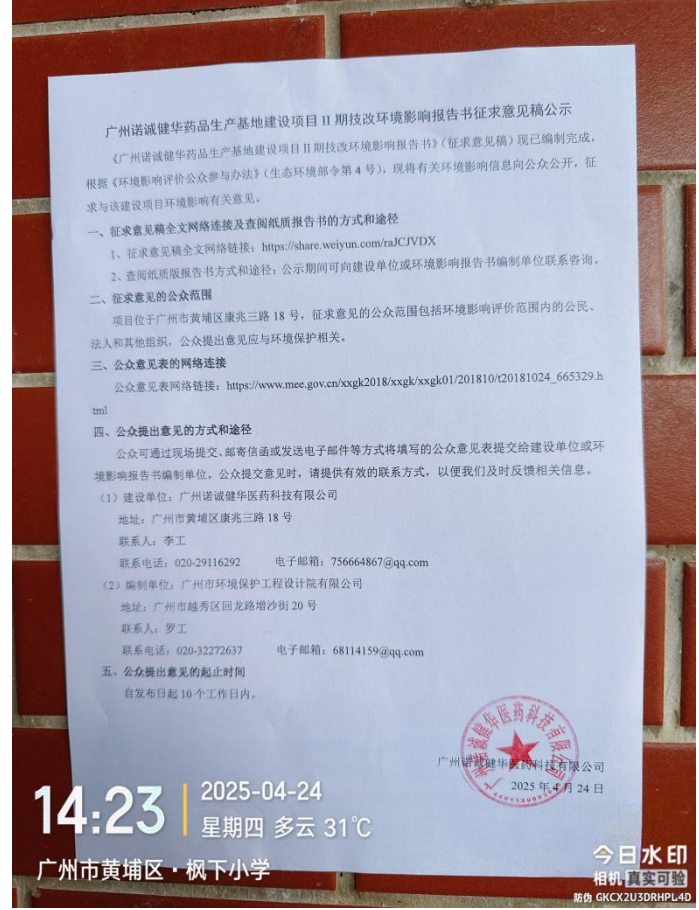 广州诺诚健华药品生产基地建设项目 II 期技改环境影响报告书征求意见稿公示
《广州诺诚健华药品生产基地建设项目 II 期技改环境影响报告书》（征求意见稿）现已编制完成，
根据《环境影响评价公众参与办法》（生态环境部令第 4 号），现将有关环境影响信息向公众公开，征
求与该建设项目环境影响有关意见。
一、征求意见稿全文网络连接及查阅纸质报告书的方式和途径
1、征求意见稿全文网络链接：https://share.weiyun.com/raJCJVDX
2、查阅纸质版报告书方式和途径：公示期间可向建设单位或环境影响报告书编制单位联系咨询。
二、征求意见的公众范围
项目位于广州市黄埔区康兆三路 18 号，征求意见的公众范围包括环境影响评价范围内的公民、
法人和其他组织，公众提出意见应与环境保护相关。
三、公众意见表的网络连接
公众意见表网络链接：https://www.mee.gov.cn/xxgk2018/xxgk/xxgk01/201810/t20181024_665329.h
tml
四、公众提出意见的方式和途径
公众可通过现场提交、邮寄信函或发送电子邮件等方式将填写的公众意见表提交给建设单位或环
境影响报告书编制单位。公众提交意见时，请提供有效的联系方式，以便我们及时反馈相关信息。
（1）建设单位：广州诺诚健华医药科技有限公司
地址：广州市黄埔区康兆三路 18 号
联系人：李工
联系电话：020-29116292 电子邮箱：756664867@qq.com
（2）编制单位：广州市环境保护工程设计院有限公司
地址：广州市越秀区回龙路增沙街 20 号
联系人：罗工
联系电话：020-32272637 电子邮箱：68114159@qq.com
五、公众提出意见的起止时间
自发布日起 10 个工作日内。
广州诺诚健华医药科技有限公司
广州诺诚健华医药科技有限公司
2025 年 4 月 24 日
14:23
2025-04-24
星期四 多云 31℃
广州市黄埔区·枫下小学
今日水印
相机 真实可验
防伪 GKCX2U3DRHPL4D